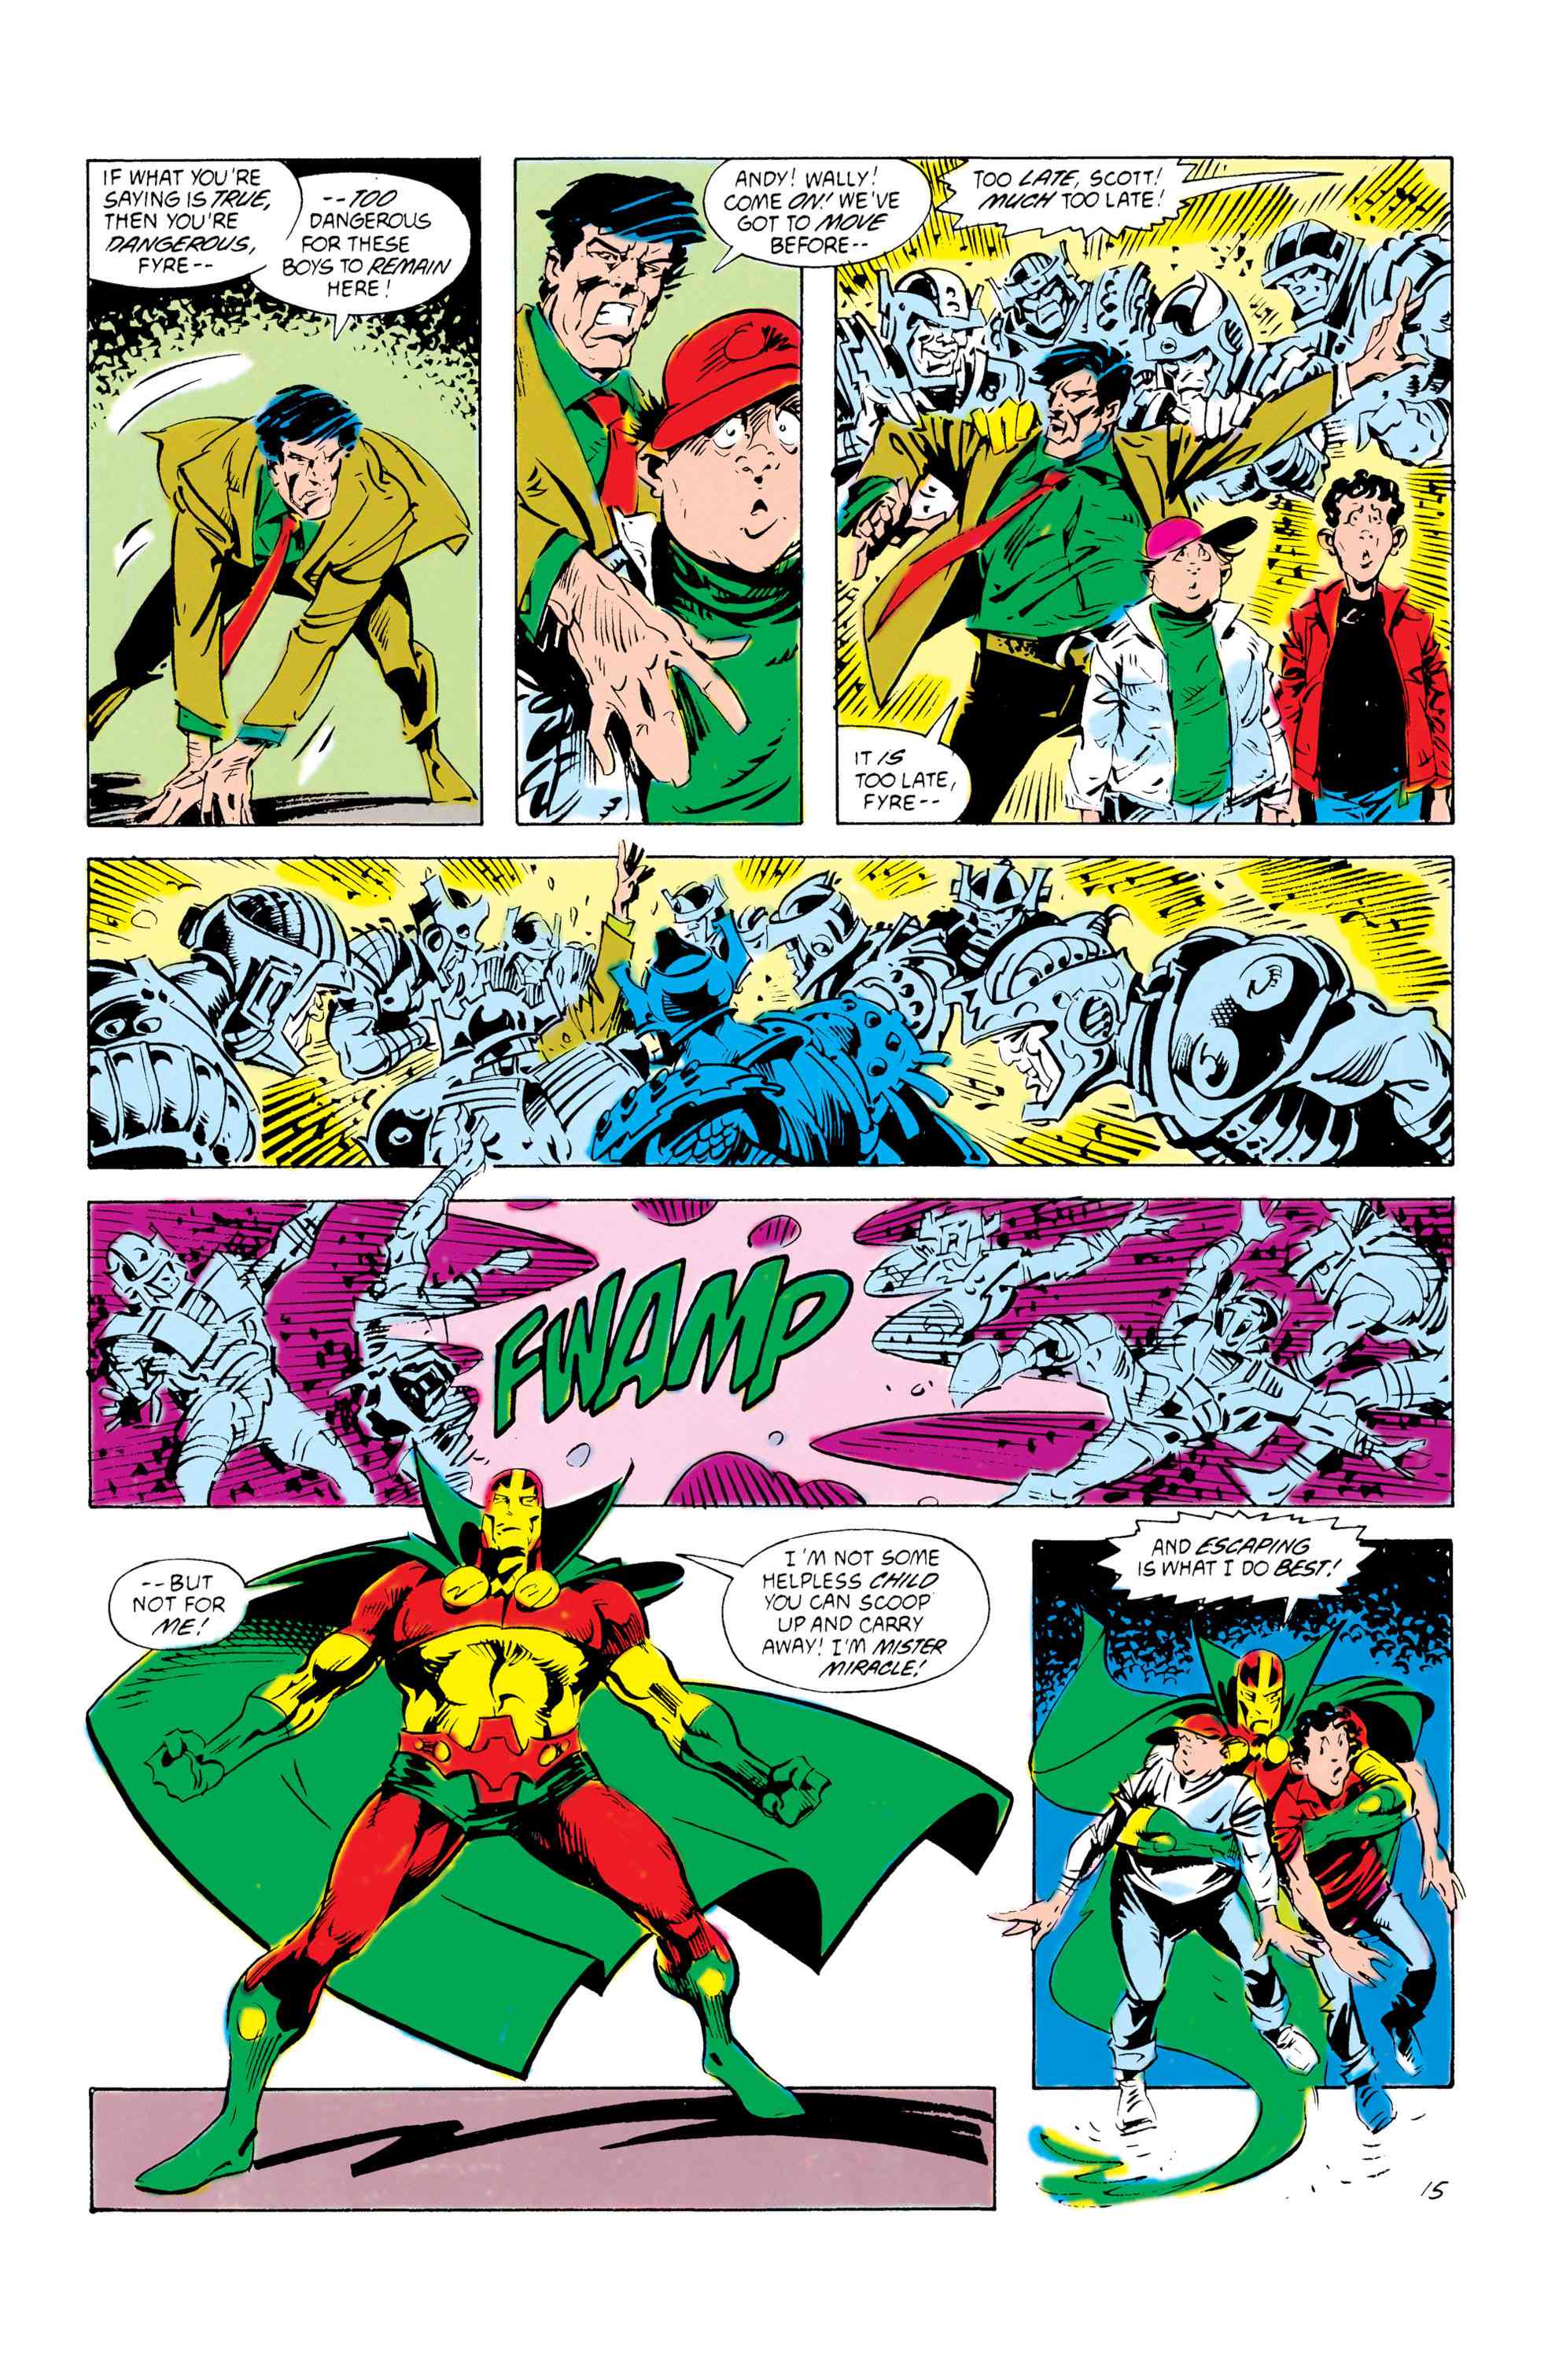 IF WHAT YOU'RE
SAYING IS TRUE,
THEN YOU'RE
DANGEROUS,
FYRE--
--TOO
DANGEROUS
FOR THESE
BOYS TO REMAIN
HERE!
ANDY! WALLY!
COME ON! WE'VE
GOT TO MOVE
BEFORE--
TOO LATE, SCOTT!
MUCH TOO LATE!
IT IS
TOO LATE,
FYRE--
FWAMP
--BUT
NOT FOR
ME!
I'M NOT SOME
HELPLESS CHILD
YOU CAN SCOOP
UP AND CARRY
AWAY! I'M MISTER
MIRACLE!
AND ESCAPING
IS WHAT I DO BEST!
15